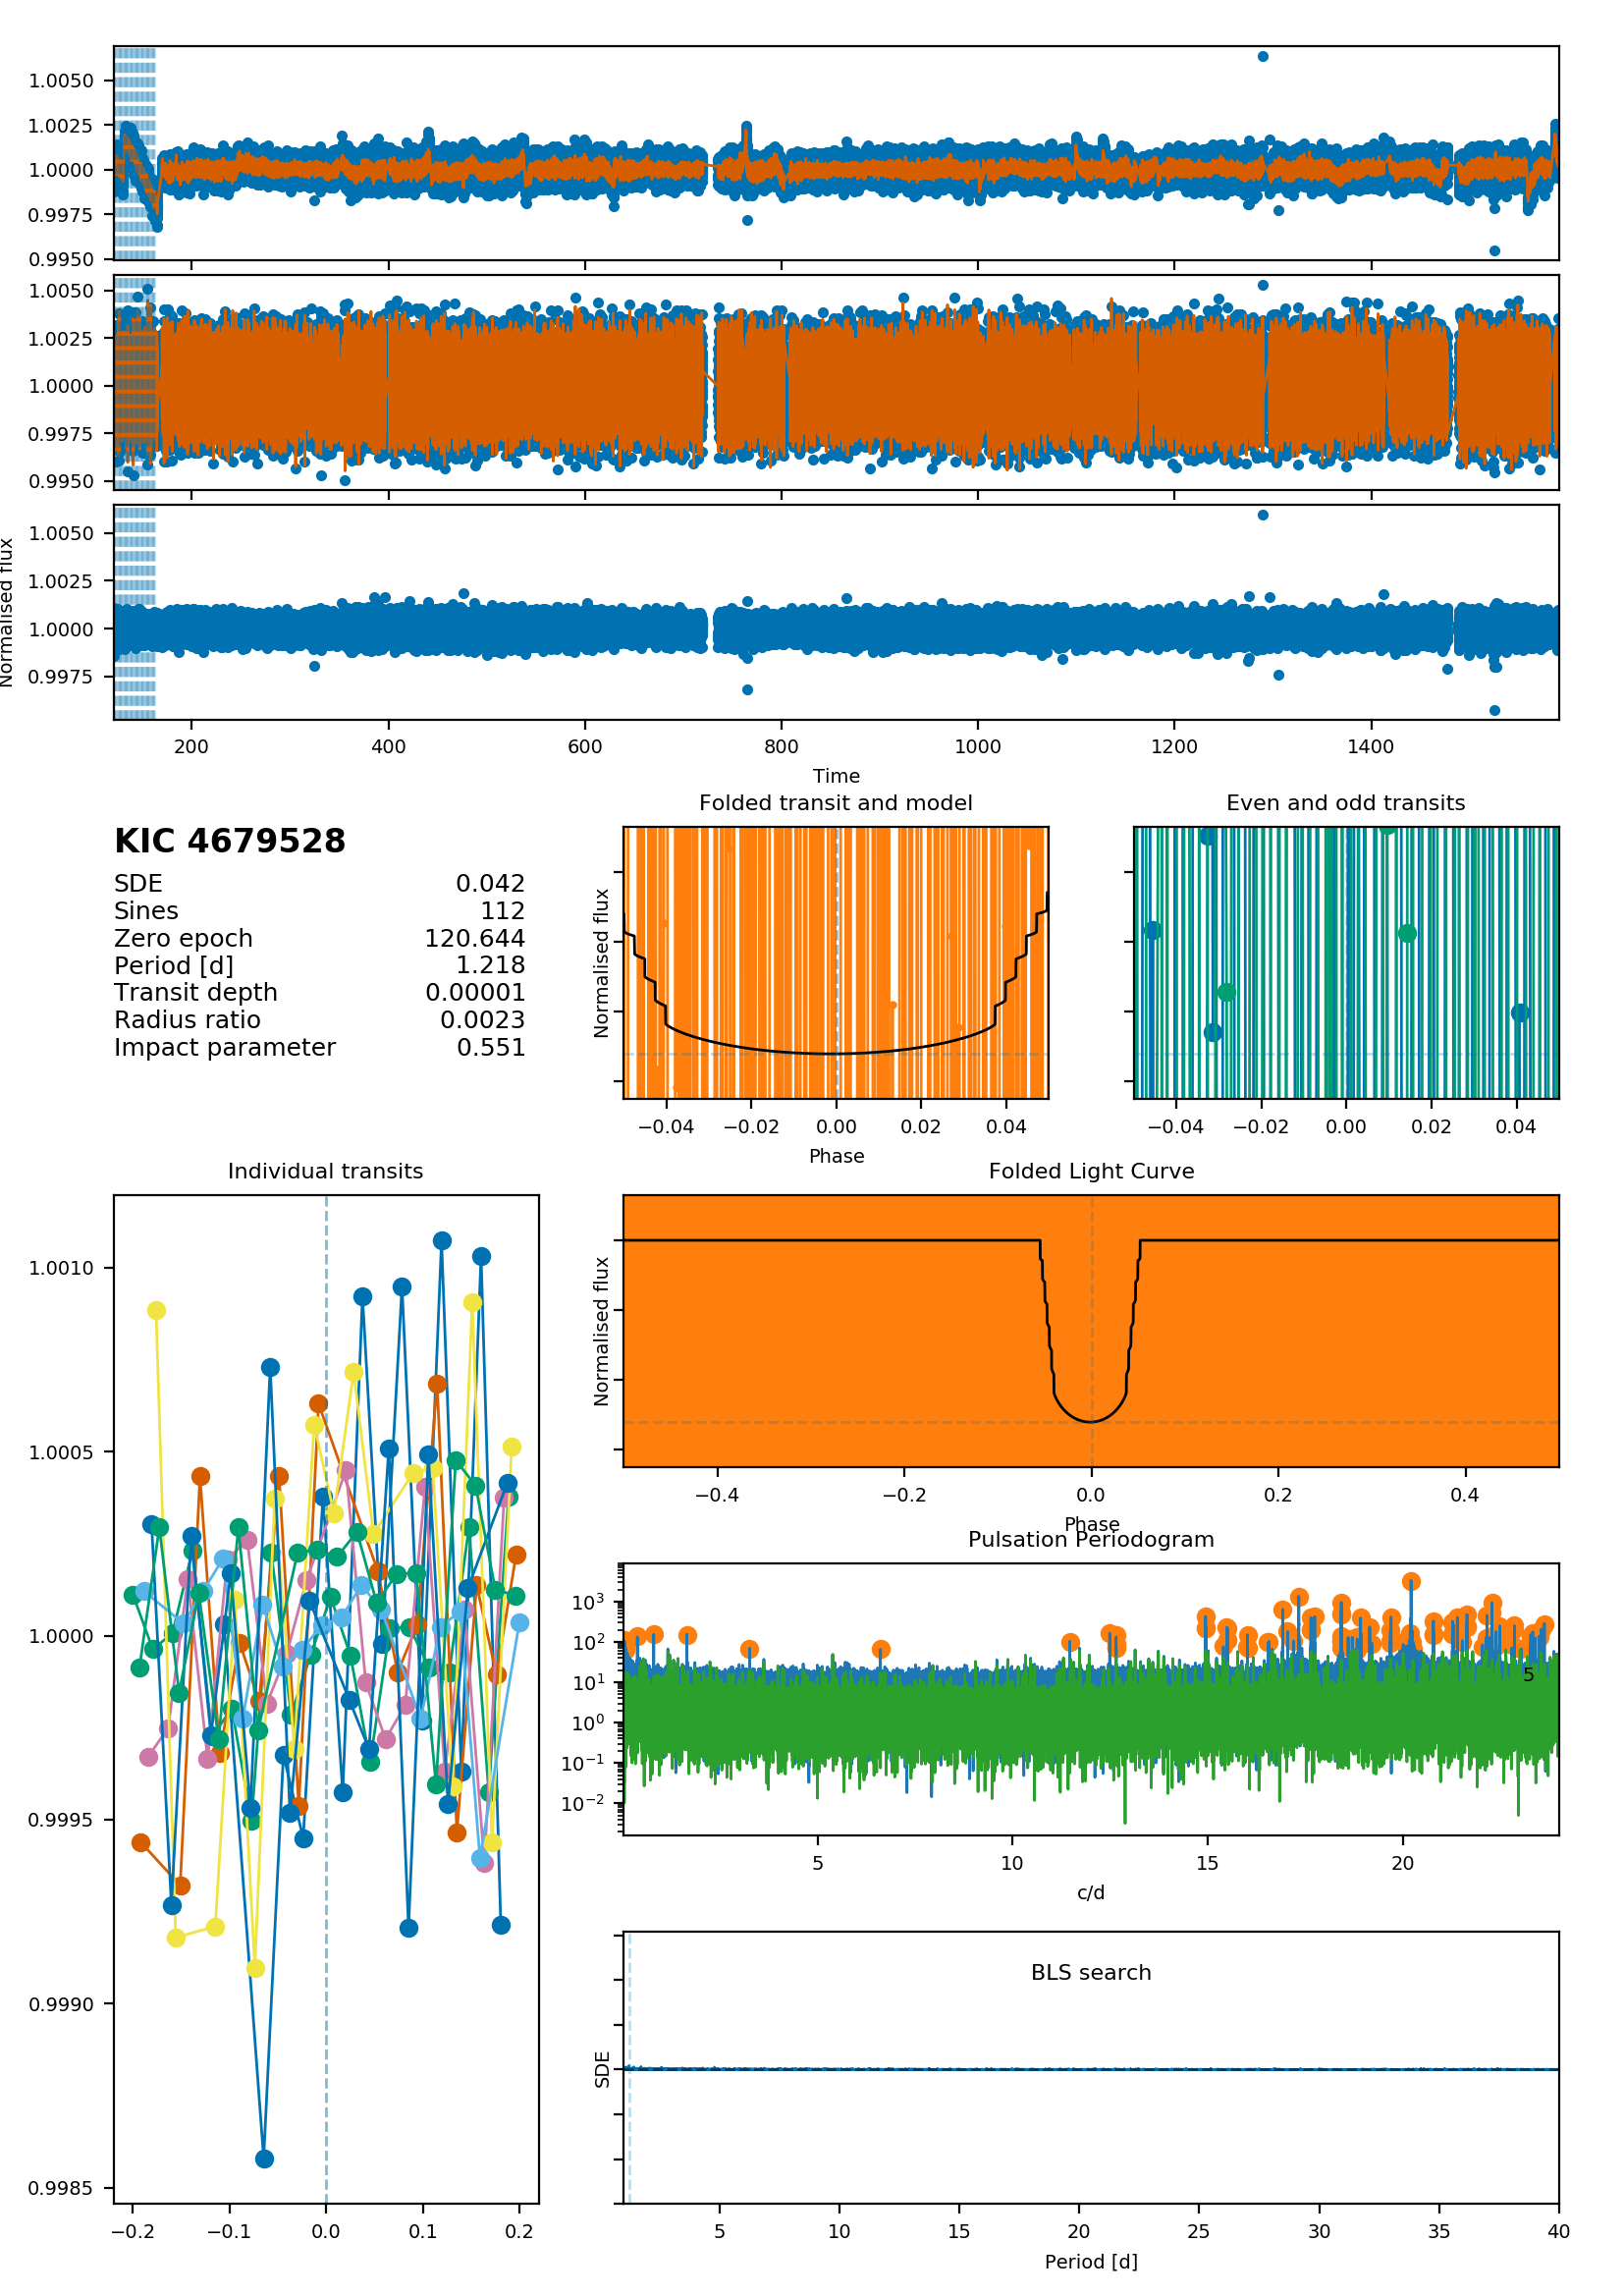 1.0050
1.0025
1.0000
0.9975
0.9950
1.0050
1.0025
1.0000
0.9975
0.9950
1.0050
1.0025
1.0000
0.9975
Normalised flux
200 400 600 800 1000 1200 1400
Time
KIC 4679528
SDE 0.042
Sines 112
Zero epoch 120.644
Period [d] 1.218
Transit depth 0.00001
Radius ratio 0.0023
Impact parameter 0.551
Folded transit and model
Normalised flux
−0.04 −0.02 0.00 0.02 0.04
Phase
Even and odd transits
−0.04 −0.02 0.00 0.02 0.04
Individual transits
1.0010
1.0005
1.0000
0.9995
0.9990
0.9985
−0.2 −0.1 0.0 0.1 0.2
Folded Light Curve
Normalised flux
−0.4 −0.2 0.0 0.2 0.4
Phase
Pulsation Periodogram
10³
10²
10¹
10⁰
10⁻¹
10⁻²
5
5 10 15 20
c/d
BLS search
SDE
5 10 15 20 25 30 35 40
Period [d]